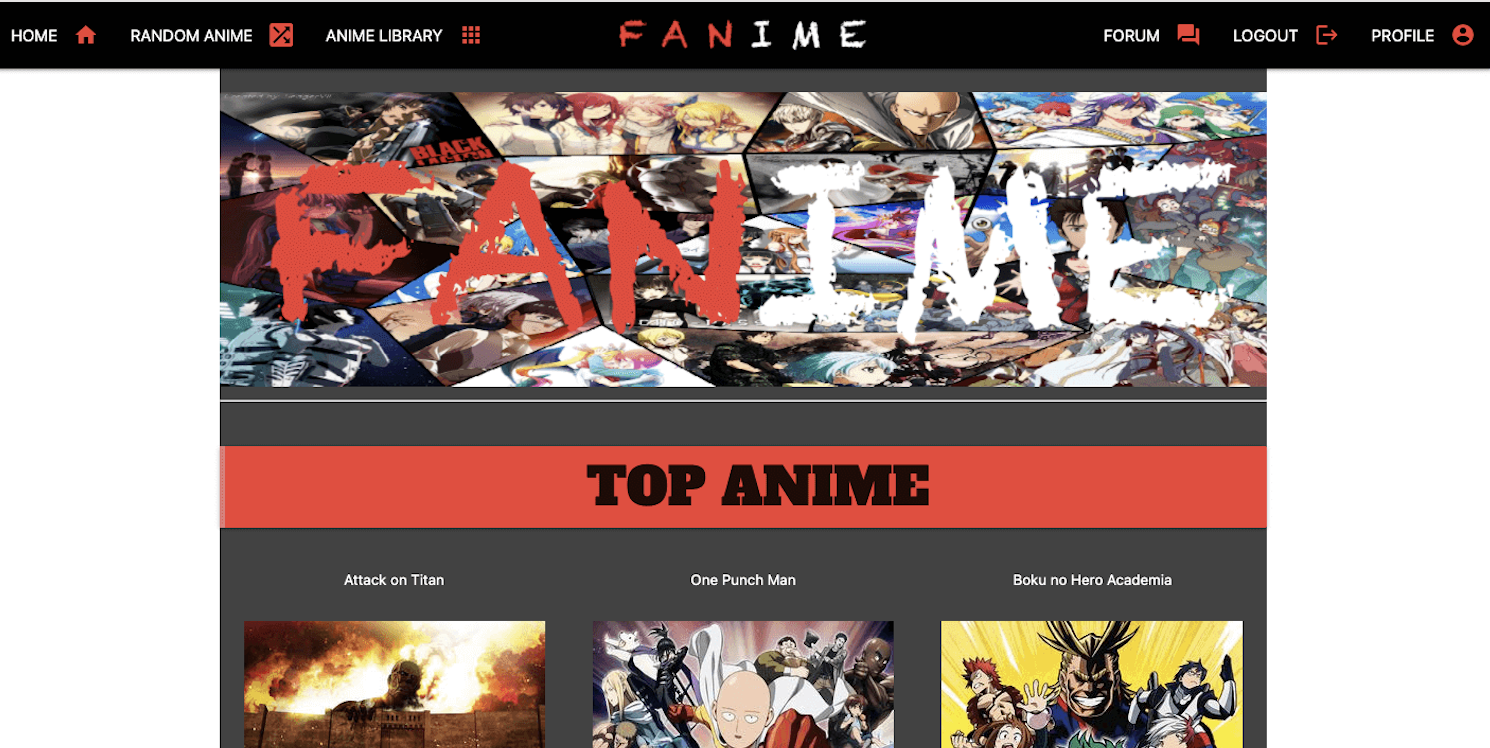 HOME RANDOM ANIME ANIME LIBRARY FANIME FORUM LOGOUT PROFILE
BLACK
FANIME
TOP ANIME
Attack on Titan One Punch Man Boku no Hero Academia